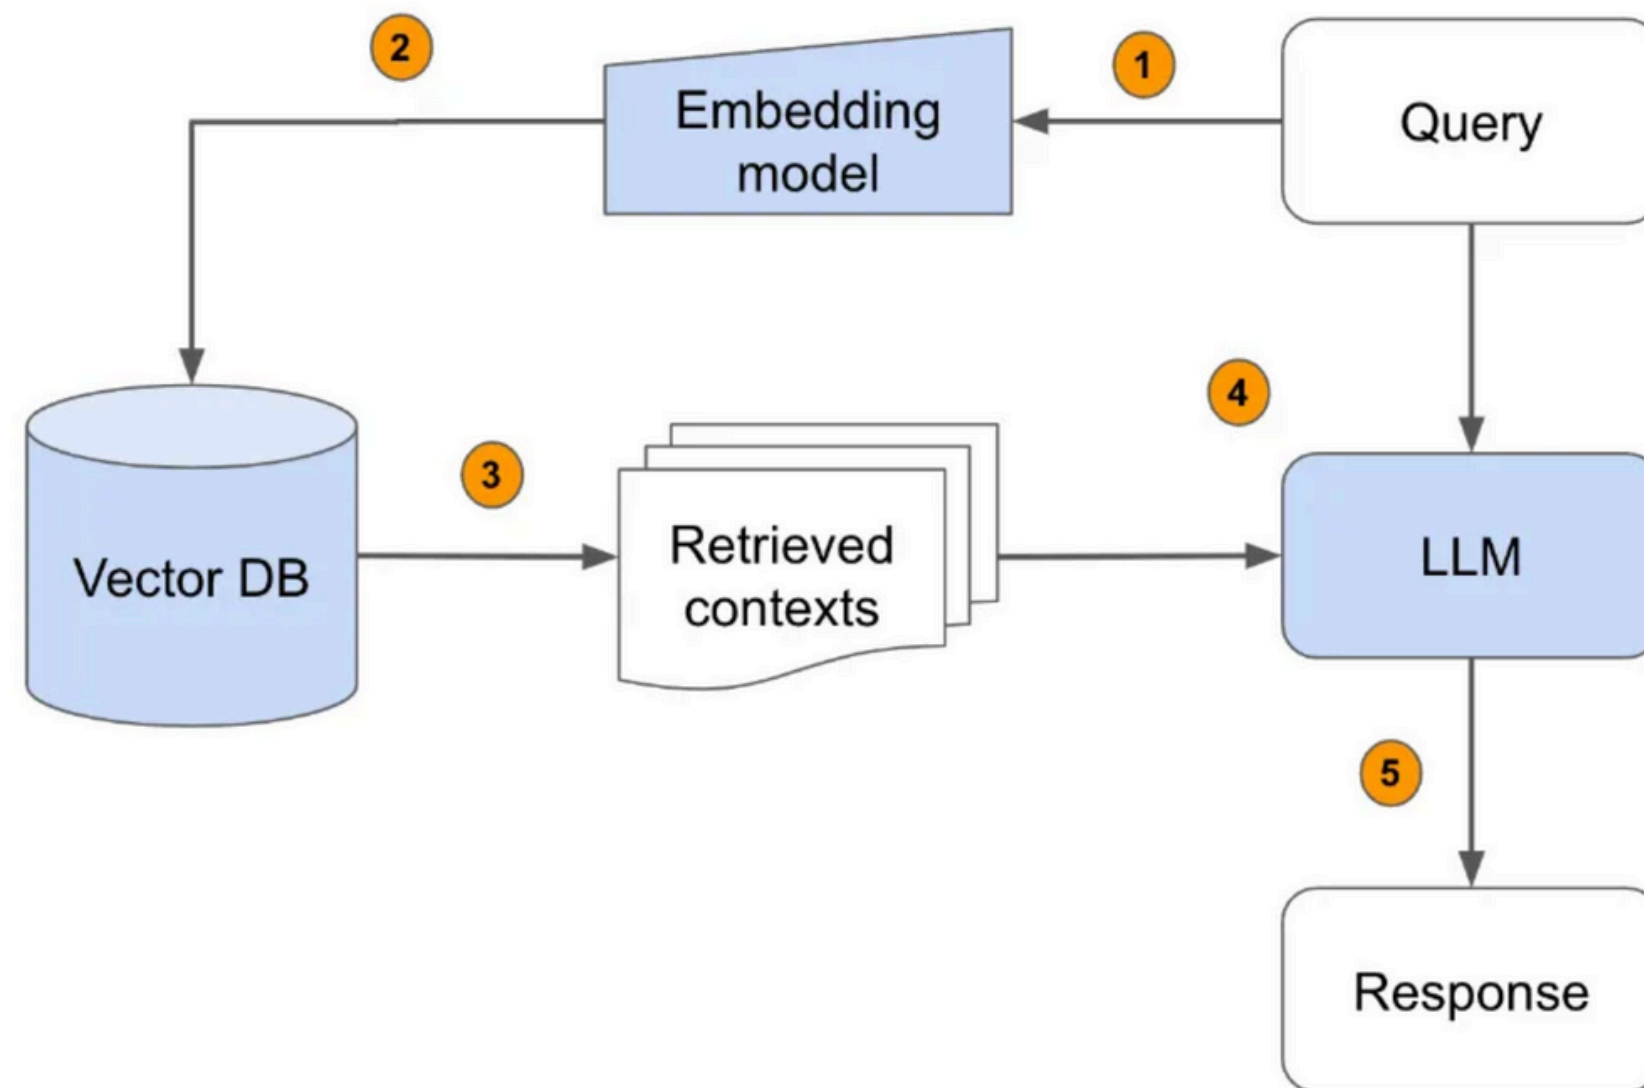 2
Embedding
model
1
Query
4
3
Vector DB
Retrieved
contexts
LLM
5
Response